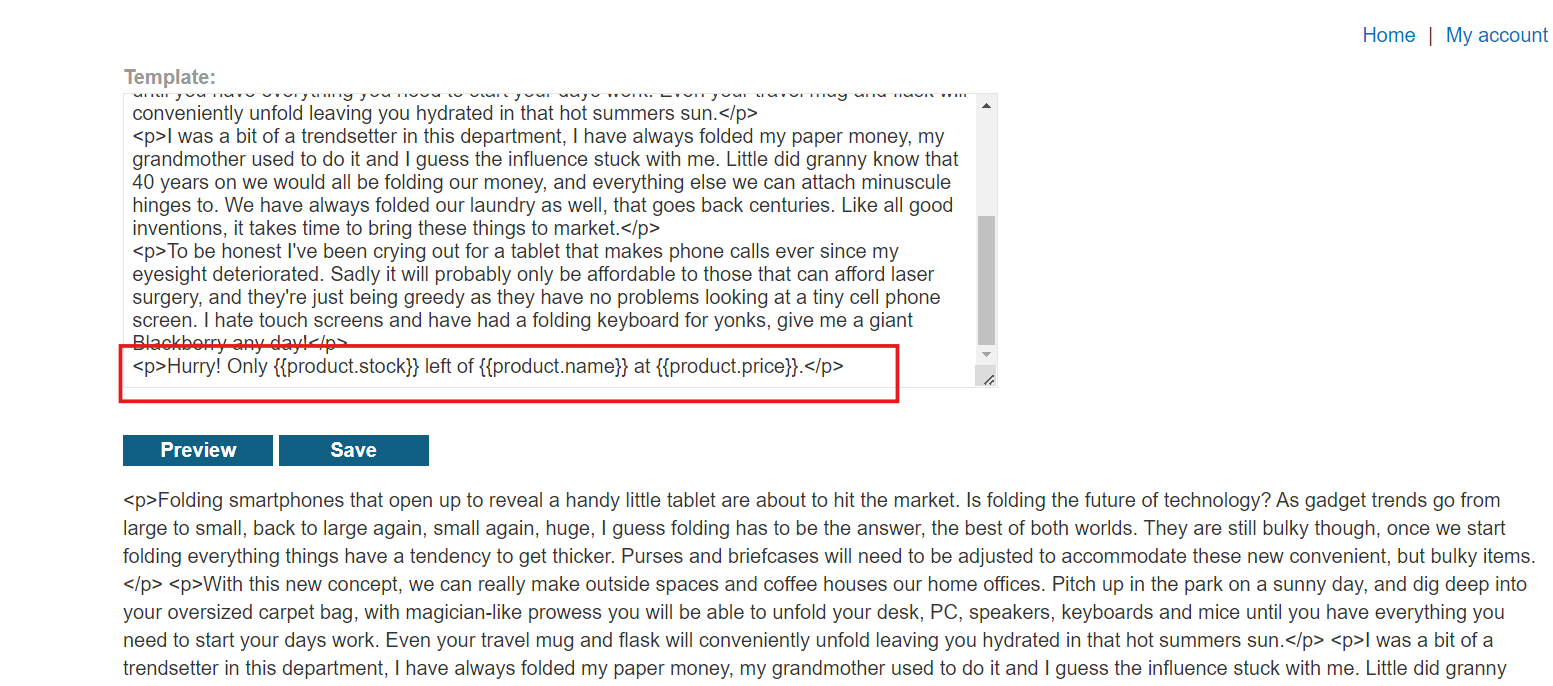 Home | My account
Template:
until you have everything you need to start your days work. Even your travel mug and flask will
conveniently unfold leaving you hydrated in that hot summers sun.</p>
<p>I was a bit of a trendsetter in this department, I have always folded my paper money, my
grandmother used to do it and I guess the influence stuck with me. Little did granny know that
40 years on we would all be folding our money, and everything else we can attach minuscule
hinges to. We have always folded our laundry as well, that goes back centuries. Like all good
inventions, it takes time to bring these things to market.</p>
<p>To be honest I've been crying out for a tablet that makes phone calls ever since my
eyesight deteriorated. Sadly it will probably only be affordable to those that can afford laser
surgery, and they're just being greedy as they have no problems looking at a tiny cell phone
screen. I hate touch screens and have had a folding keyboard for yonks, give me a giant
Blackberry any day!</p>
<p>Hurry! Only {{product.stock}} left of {{product.name}} at {{product.price}}.</p>
Preview Save
<p>Folding smartphones that open up to reveal a handy little tablet are about to hit the market. Is folding the future of technology? As gadget trends go from
large to small, back to large again, small again, huge, I guess folding has to be the answer, the best of both worlds. They are still bulky though, once we start
folding everything things have a tendency to get thicker. Purses and briefcases will need to be adjusted to accommodate these new convenient, but bulky items.
</p> <p>With this new concept, we can really make outside spaces and coffee houses our home offices. Pitch up in the park on a sunny day, and dig deep into
your oversized carpet bag, with magician-like prowess you will be able to unfold your desk, PC, speakers, keyboards and mice until you have everything you
need to start your days work. Even your travel mug and flask will conveniently unfold leaving you hydrated in that hot summers sun.</p> <p>I was a bit of a
trendsetter in this department, I have always folded my paper money, my grandmother used to do it and I guess the influence stuck with me. Little did granny